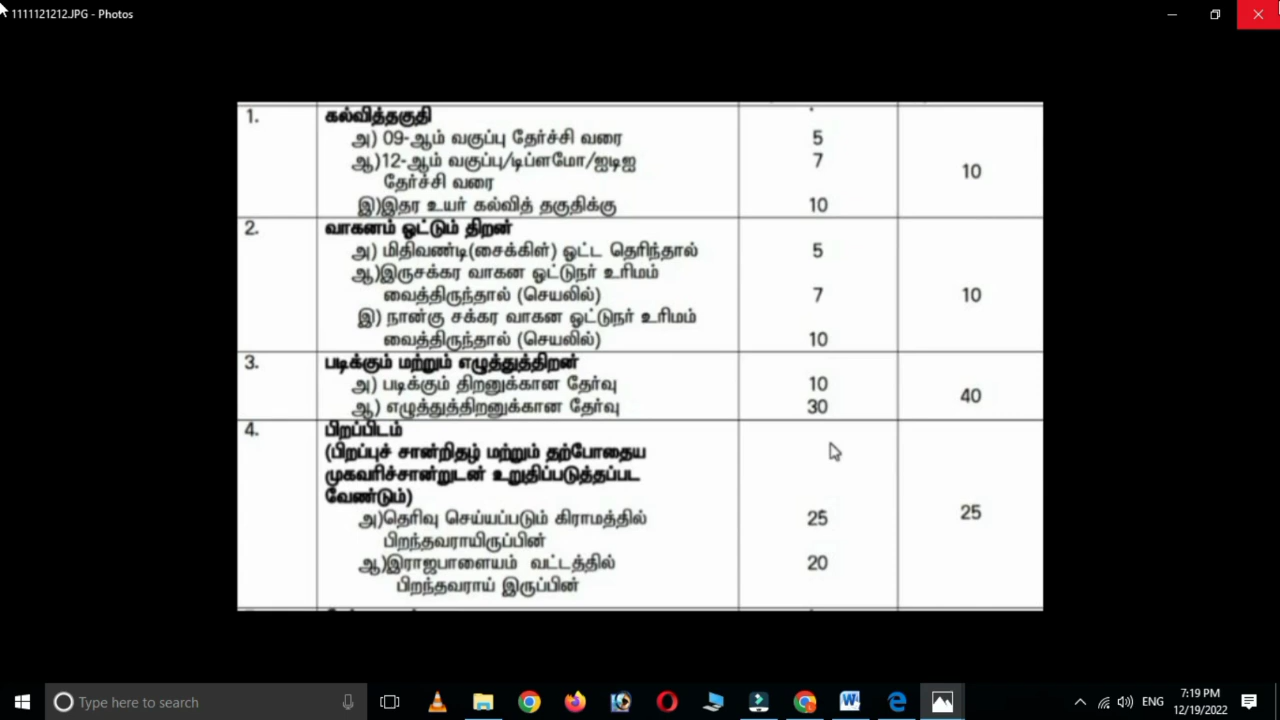 1111121212.JPG - Photos
1. கல்வித்தகுதி
அ) 09-ஆம் வகுப்பு தேர்ச்சி வரை 5
ஆ)12-ஆம் வகுப்பு/டிப்ளமோ/ஐடிஐ 7
தேர்ச்சி வரை 10
இ)இதர உயர் கல்வித் தகுதிக்கு 10
2. வாகனம் ஓட்டும் திறன்
அ) மிதிவண்டி(சைக்கிள்) ஓட்ட தெரிந்தால் 5
ஆ)இருசக்கர வாகன ஓட்டுநர் உரிமம்
வைத்திருந்தால் (செயலில்) 7 10
இ) நான்கு சக்கர வாகன ஓட்டுநர் உரிமம்
வைத்திருந்தால் (செயலில்) 10
3. படிக்கும் மற்றும் எழுத்துத்திறன்
அ) படிக்கும் திறனுக்கான தேர்வு 10
ஆ) எழுத்துத்திறனுக்கான தேர்வு 30 40
4. பிறப்பிடம்
(பிறப்புச் சான்றிதழ் மற்றும் தற்போதைய
முகவரிச்சான்றுடன் உறுதிப்படுத்தப்பட
வேண்டும்)
அ)தெரிவு செய்யப்படும் கிராமத்தில் 25 25
பிறந்தவராயிருப்பின்
ஆ)இராஜபாளையம் வட்டத்தில் 20
பிறந்தவராய் இருப்பின்
Type here to search
ENG
7:19 PM
12/19/2022